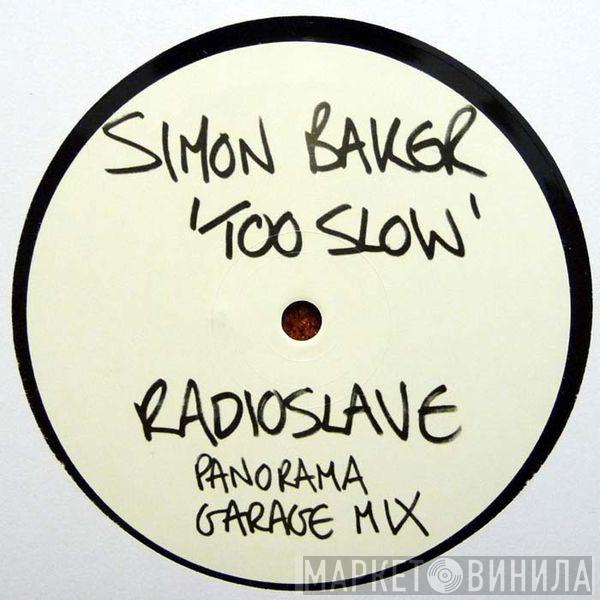 SIMON BAKER
'TOO SLOW'
RADIOSLAVE
PANORAMA
GARAGE MIX
МАРКЕТ ВИНИЛА